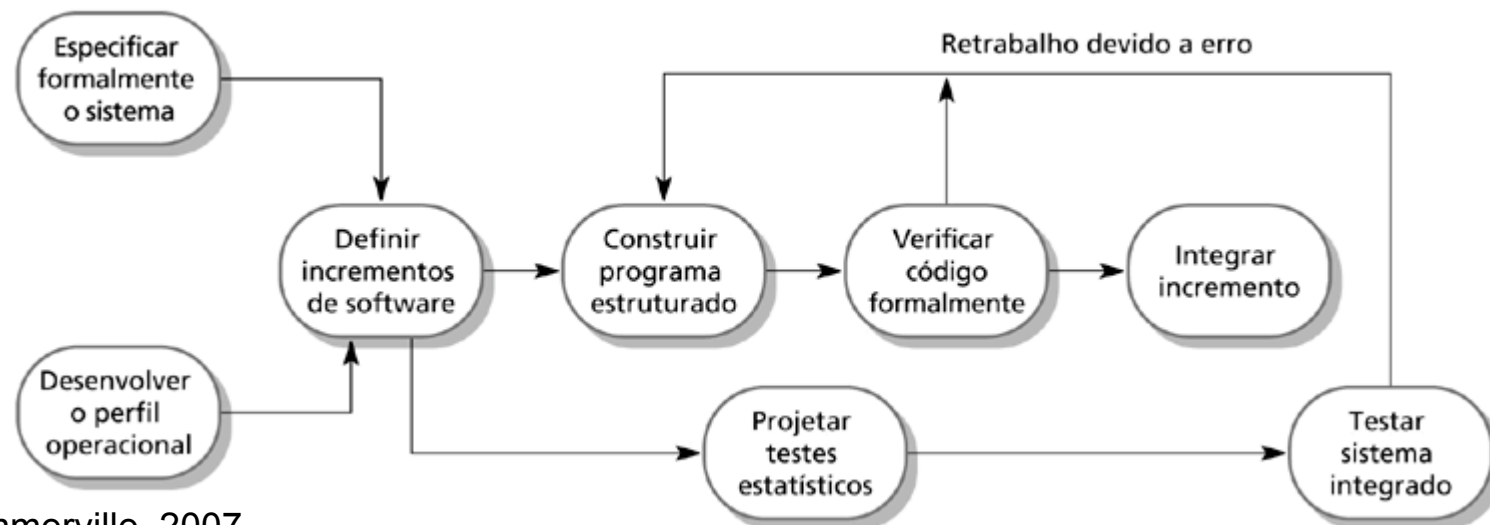 Especificar
formalmente
o sistema
Retrabalho devido a erro
Definir
incrementos
de software
Construir
programa
estruturado
Verificar
código
formalmente
Integrar
incremento
Desenvolver
o perfil
operacional
Projetar
testes
estatísticos
Testar
sistema
integrado
2007